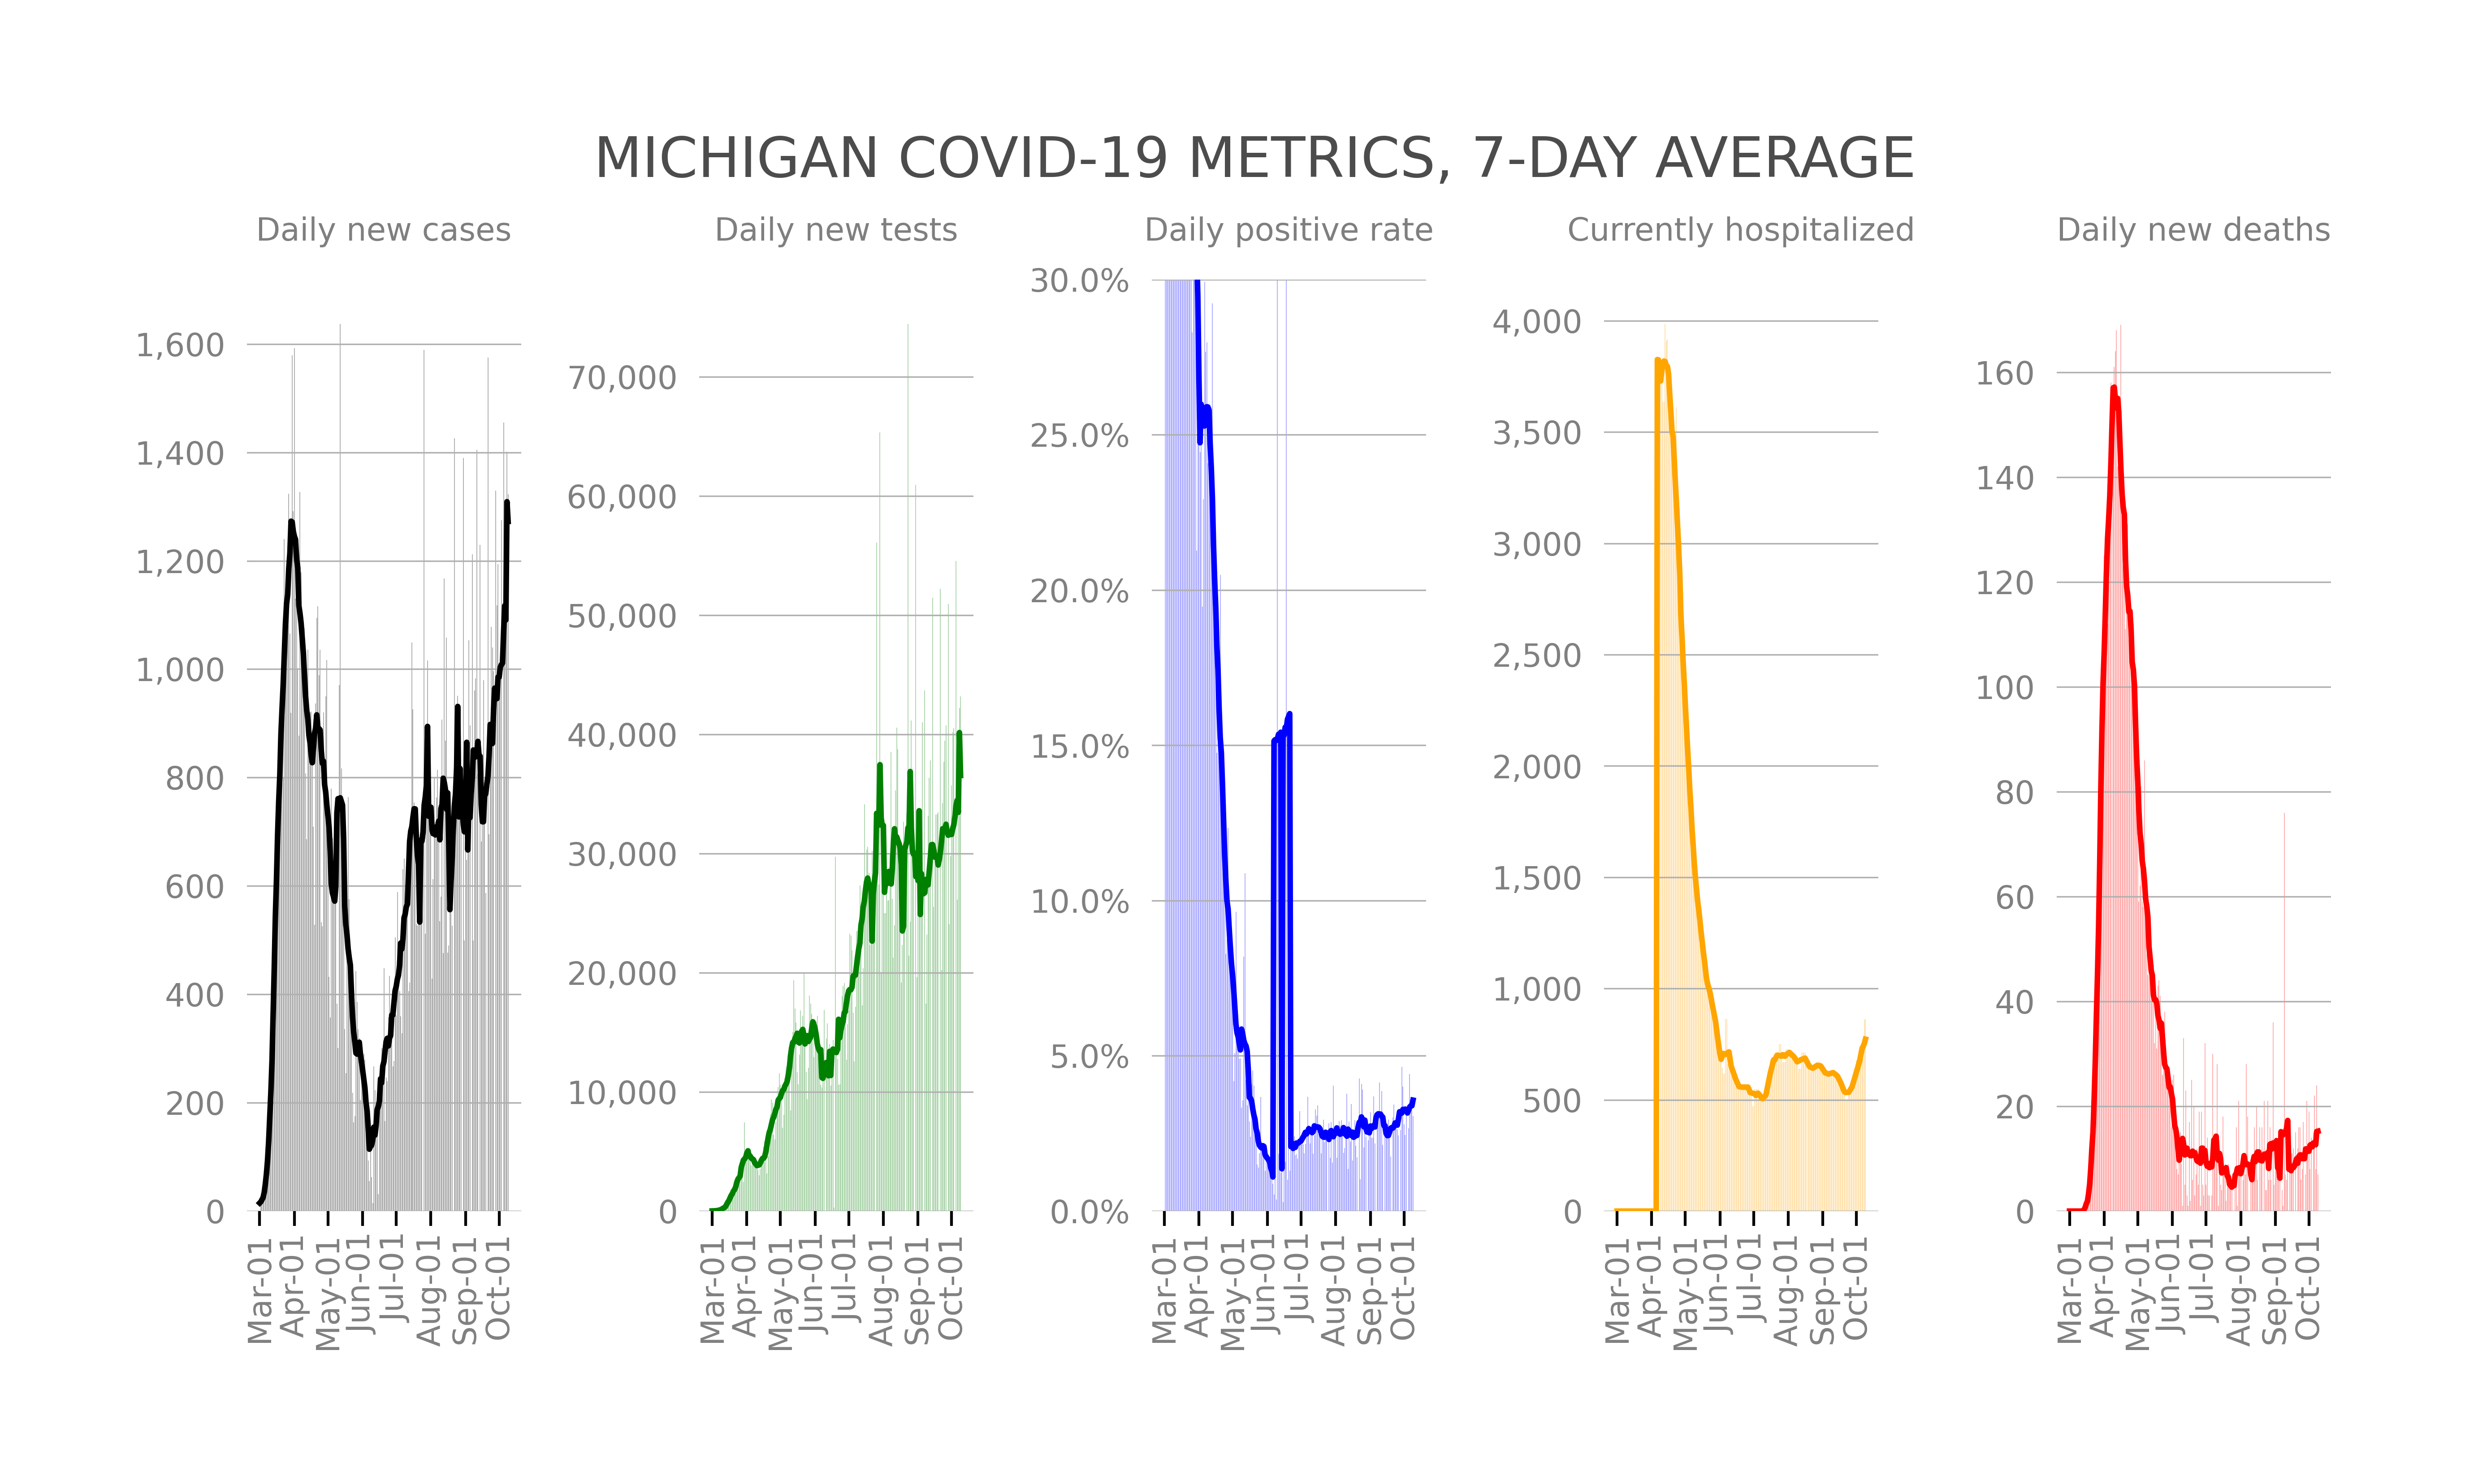 MICHIGAN COVID-19 METRICS, 7-DAY AVERAGE
Daily new cases
1,600
1,400
1,200
1,000
800
600
400
200
0
Mar-01
Apr-01
May-01
Jun-01
Jul-01
Aug-01
Sep-01
Oct-01
Daily new tests
70,000
60,000
50,000
40,000
30,000
20,000
10,000
0
Mar-01
Apr-01
May-01
Jun-01
Jul-01
Aug-01
Sep-01
Oct-01
Daily positive rate
30.0%
25.0%
20.0%
15.0%
10.0%
5.0%
0.0%
Mar-01
Apr-01
May-01
Jun-01
Jul-01
Aug-01
Sep-01
Oct-01
Currently hospitalized
4,000
3,500
3,000
2,500
2,000
1,500
1,000
500
0
Mar-01
Apr-01
May-01
Jun-01
Jul-01
Aug-01
Sep-01
Oct-01
Daily new deaths
160
140
120
100
80
60
40
20
0
Mar-01
Apr-01
May-01
Jun-01
Jul-01
Aug-01
Sep-01
Oct-01